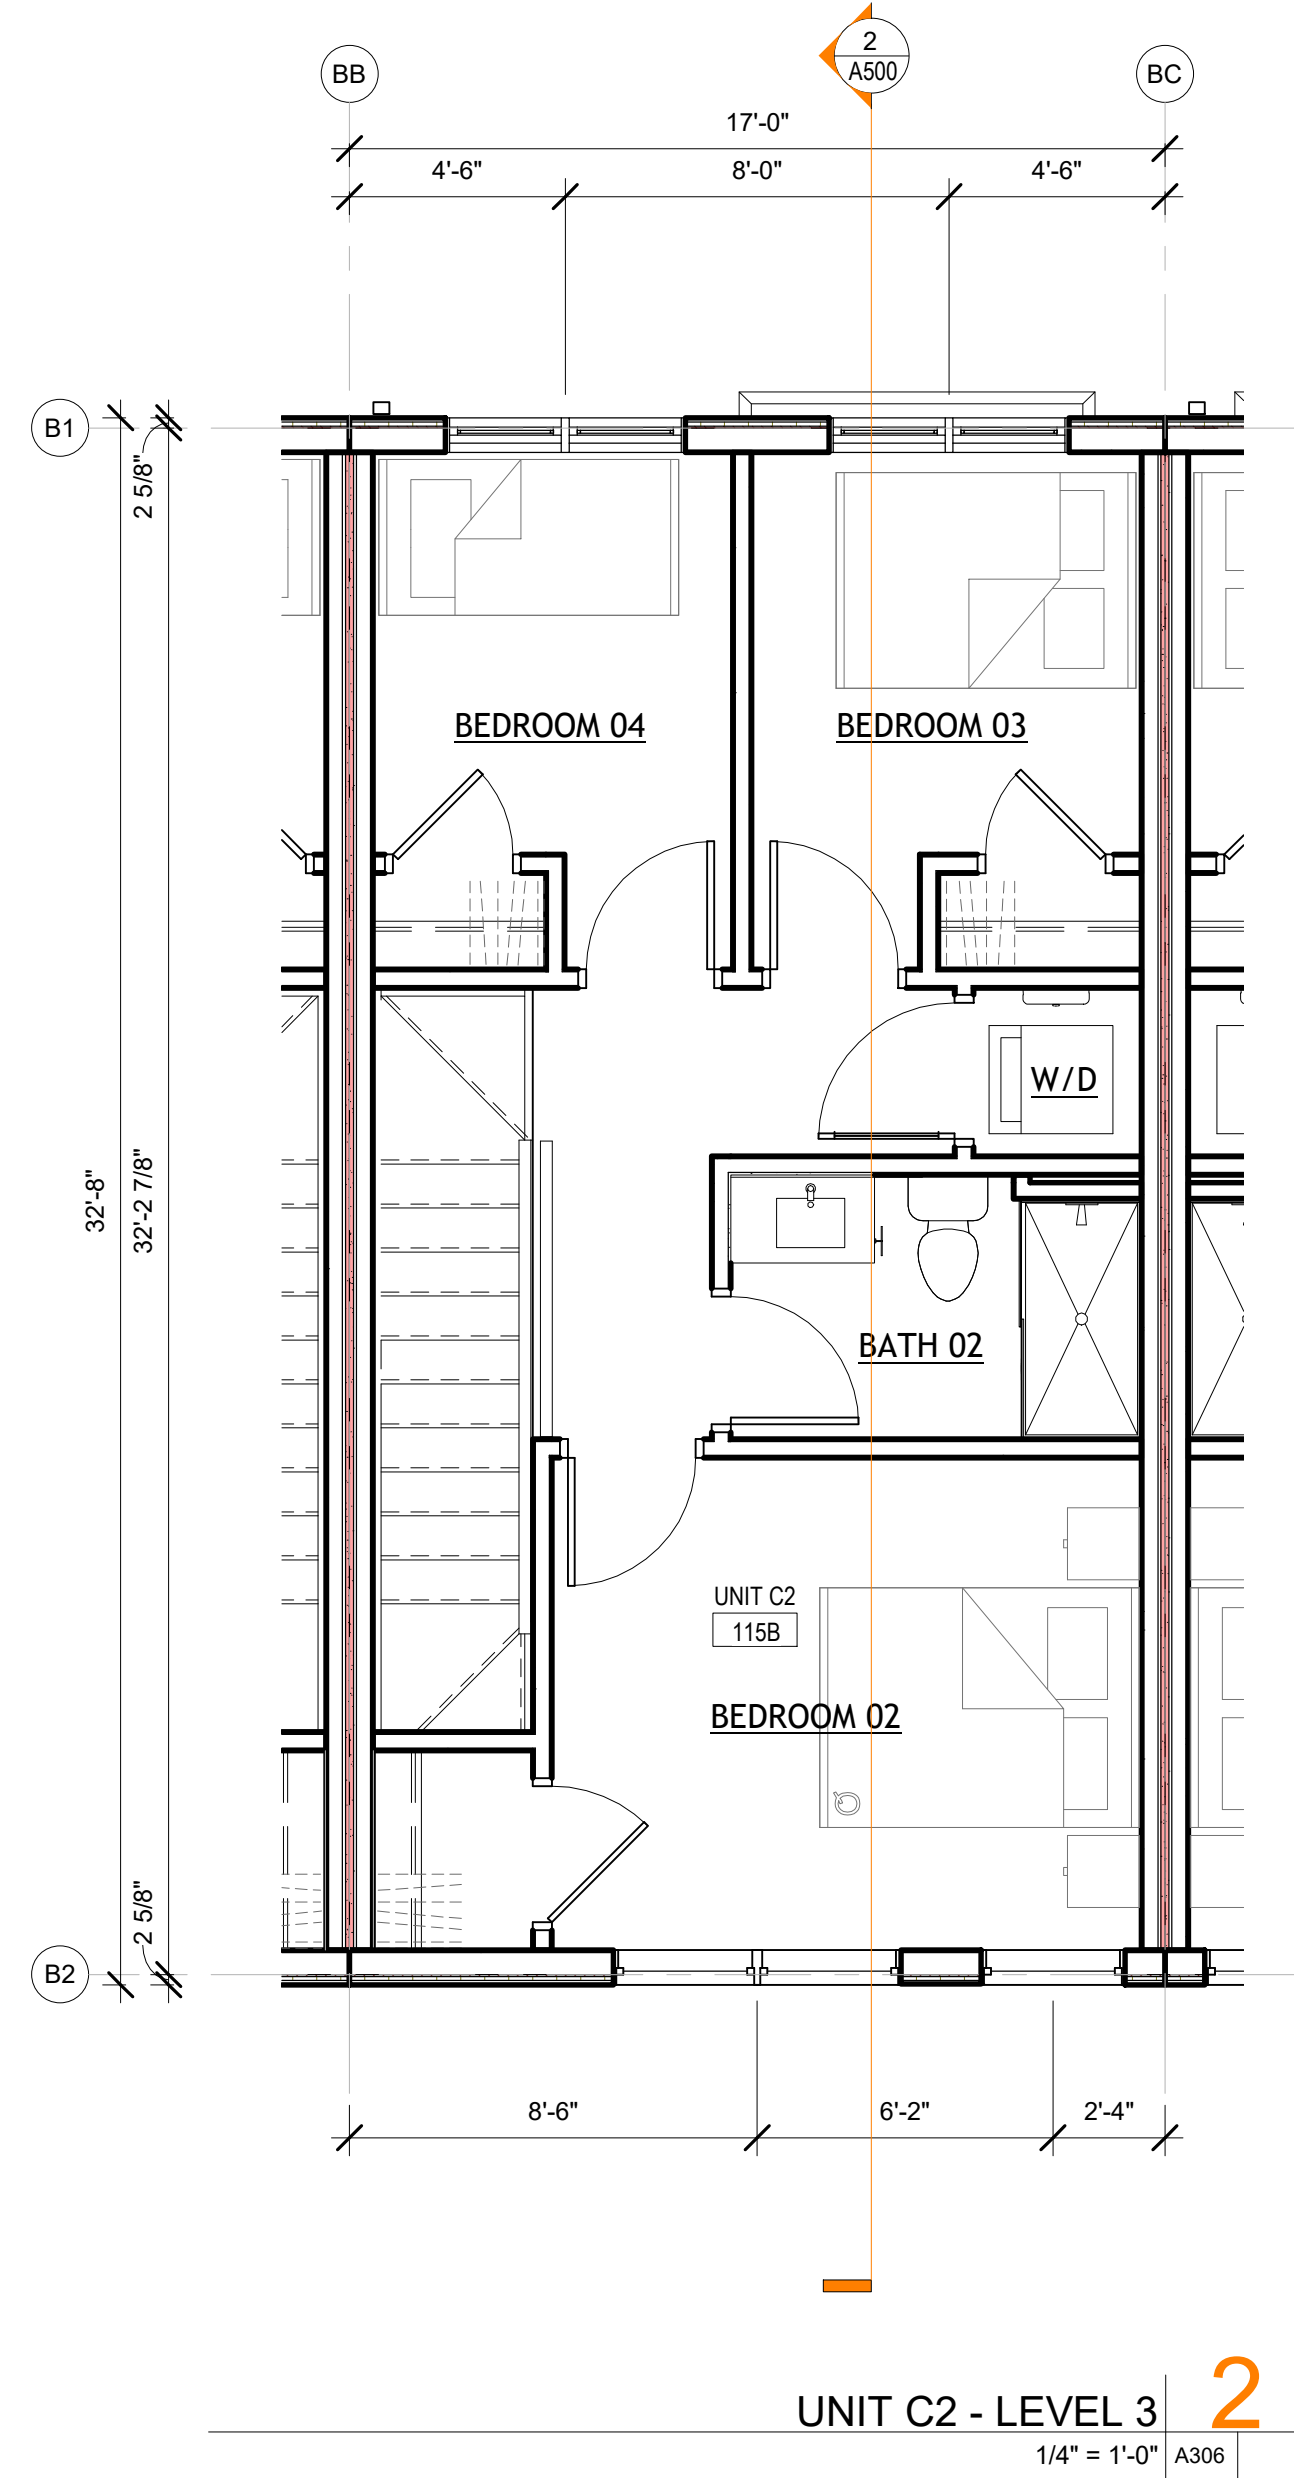 2
A500
BB
BC
17'-0"
4'-6"
8'-0"
4'-6"
B1
2 5/8"
BEDROOM 04
BEDROOM 03
W/D
32'-8"
32'-2 7/8"
BATH 02
UNIT C2
115B
BEDROOM 02
2 5/8"
B2
8'-6"
6'-2"
2'-4"
UNIT C2 - LEVEL 3
2
1/4" = 1'-0"
A306